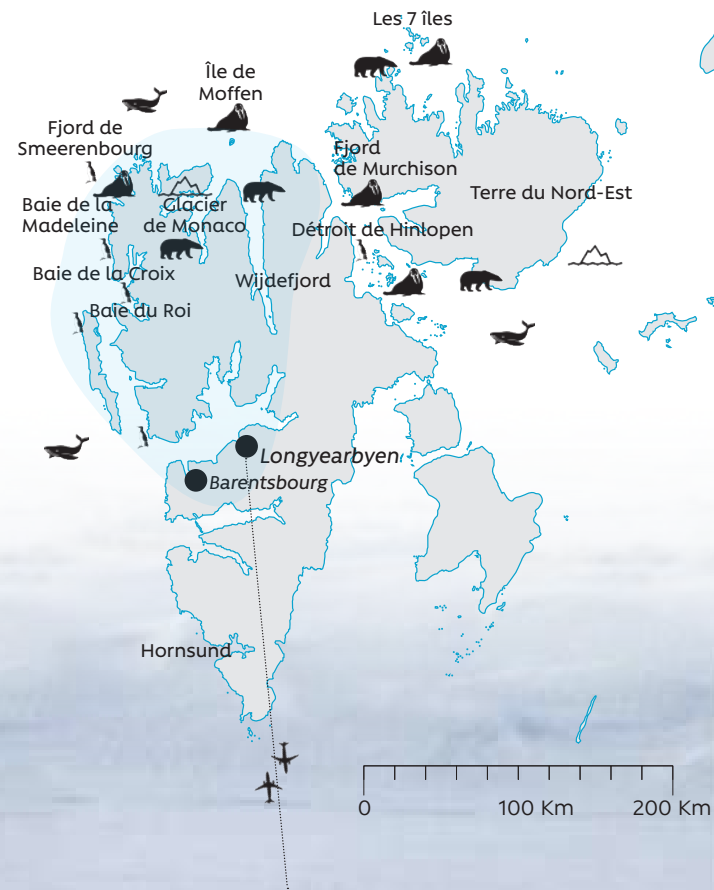 Les 7 îles
Île de
Moffen
Fjord de
Smeerenbourg
Fjord
de Murchison
Terre du Nord-Est
Baie de la
Madeleine
Glacier
de Monaco
Détroit de Hinlopen
Baie de la Croix
Wijdefjord
Baie du Roi
Longyearbyen
Barentsbourg
Hornsund
0
100 Km
200 Km